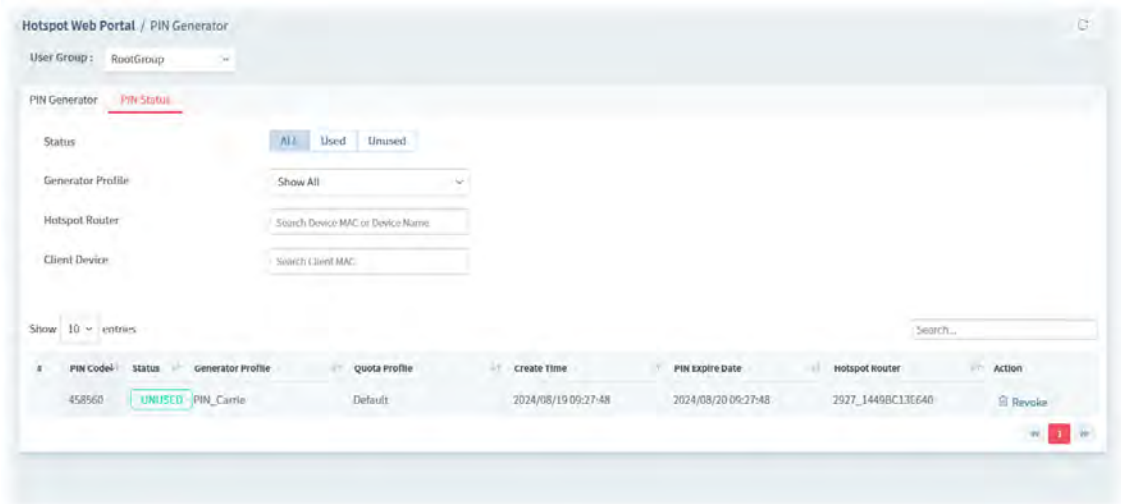 Hotspot Web Portal / PIN Generator
User Group : RootGroup
PIN Generator PIN Status
Status ALL Used Unused
Generator Profile Show All
Hotspot Router Search Device MAC or Device Name
Client Device Search Client MAC
Show 10 entries Search...
# PIN Code Status Generator Profile Quota Profile Create Time PIN Expire Date Hotspot Router Action
458560 UNUSED PIN_Carrie Default 2024/08/19 09:27:48 2024/08/20 09:27:48 2927_1449BC13E640 Revoke
1